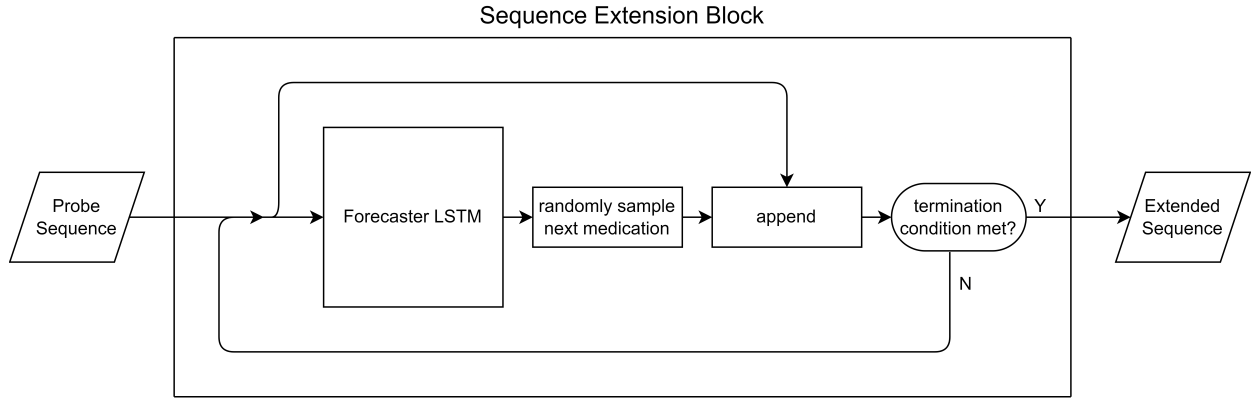 Sequence Extension Block
Probe
Sequence
Forecaster LSTM
randomly sample
next medication
append
termination
condition met?
Y
N
Extended
Sequence